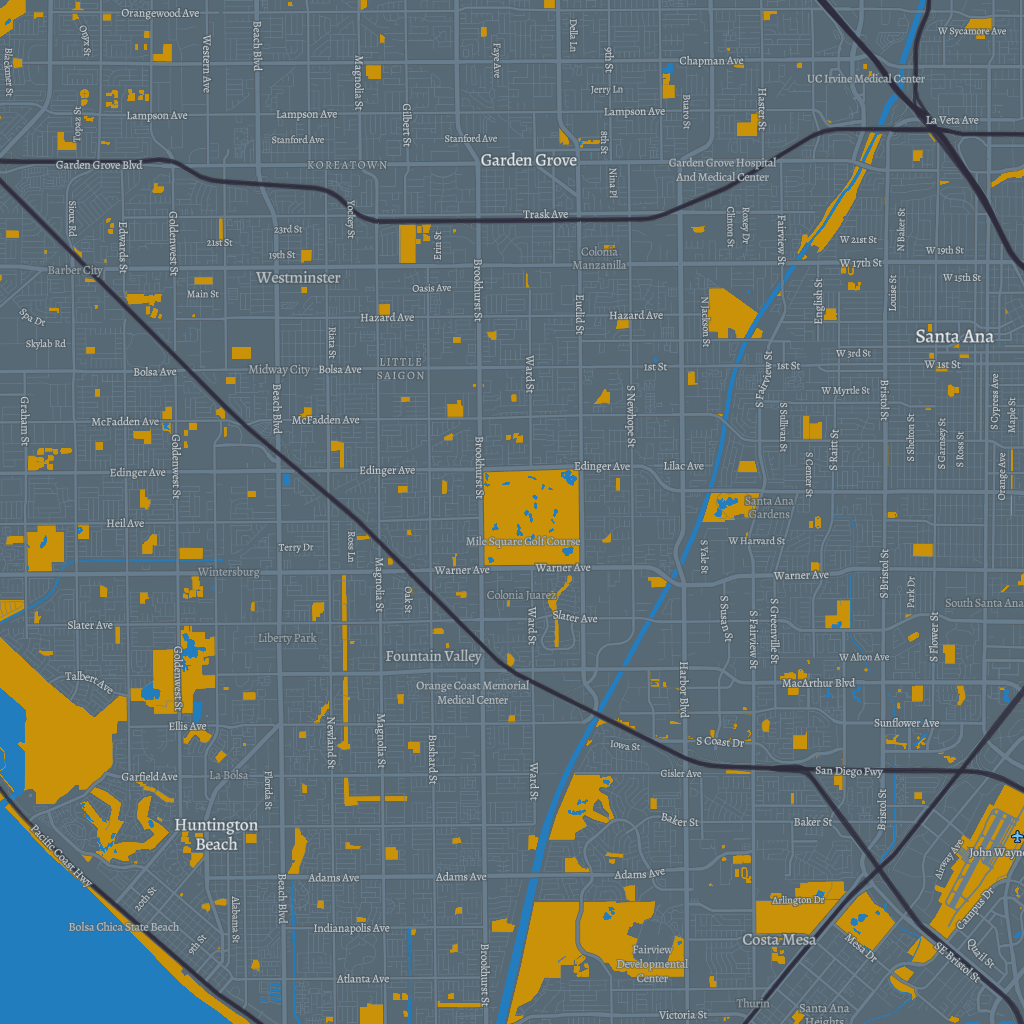 Orangewood Ave
Onyx St
Blackmer St
Western Ave
Beach Blvd
Magnolia St
Faye Ave
Della Ln
9th St
W Sycamore Ave
Chapman Ave
UC Irvine Medical Center
Jerry Ln
Lampson Ave
Topez St
Lampson Ave
Gilbert St
Lampson Ave
Buaro St
Haster St
La Veta Ave
Stanford Ave
Stanford Ave
8th St
Garden Grove Blvd
KOREATOWN
Garden Grove
Garden Grove Hospital
And Medical Center
Nina Pl
Trask Ave
Yockey St
Sioux Rd
Edwards St
Goldenwest St
23rd St
21st St
19th St
Erin St
Clinton St
Roxey Dr
Fairview St
N Baker St
W 21st St
W 19th St
W 17th St
W 15th St
Barber City
Westminster
Colonia
Manzanilla
Main St
Oasis Ave
Brookhurst St
Euclid St
Hazard Ave
Hazard Ave
N Jackson St
English St
Louise St
Spa Dr
Skylab Rd
Riata St
Santa Ana
Bolsa Ave
Midway City
Bolsa Ave
LITTLE
SAIGON
Ward St
1st St
1st St
W 3rd St
W 1st St
S Fairview St
W Myrtle St
Bristol St
S Cypress Ave
Maple St
Graham St
Beach Blvd
S Newhope St
McFadden Ave
McFadden Ave
S Sullivan St
S Raitt St
S Shelton St
S Garnsey St
S Ross St
Goldenwest St
Edinger Ave
Edinger Ave
Brookhurst St
Edinger Ave
Lilac Ave
S Center St
Orange Ave
Heil Ave
Santa Ana
Gardens
Terry Dr
Ross Ln
Mile Square Golf Course
W Harvard St
S Yale St
Wintersburg
Magnolia St
Warner Ave
Warner Ave
Warner Ave
S Bristol St
Oak St
Colonia Juarez
Park Dr
South Santa Ana
Slater Ave
Liberty Park
Ward St
Slater Ave
S Susan St
S Fairview St
S Greenville St
S Flower St
Goldenwest St
Fountain Valley
W Alton Ave
Talbert Ave
Orange Coast Memorial
Medical Center
Harbor Blvd
MacArthur Blvd
Ellis Ave
Newland St
Magnolia St
Bushard St
Sunflower Ave
Iowa St
S Coast Dr
Garfield Ave
La Bolsa
Florida St
Ward St
Gisler Ave
San Diego Fwy
Huntington
Beach
Baker St
Baker St
Bristol St
Pacific Coast Hwy
Airway Ave
John Wayne
Adams Ave
Adams Ave
Adams Ave
20th St
Beach Blvd
Alabama St
Arlington Dr
Campus Dr
Bolsa Chica State Beach
9th St
Indianapolis Ave
Brookhurst St
Fairview
Developmental
Center
Costa Mesa
Mesa Dr
SE Bristol St
Quail St
Atlanta Ave
Thurin
Santa Ana
Heights
Victoria St